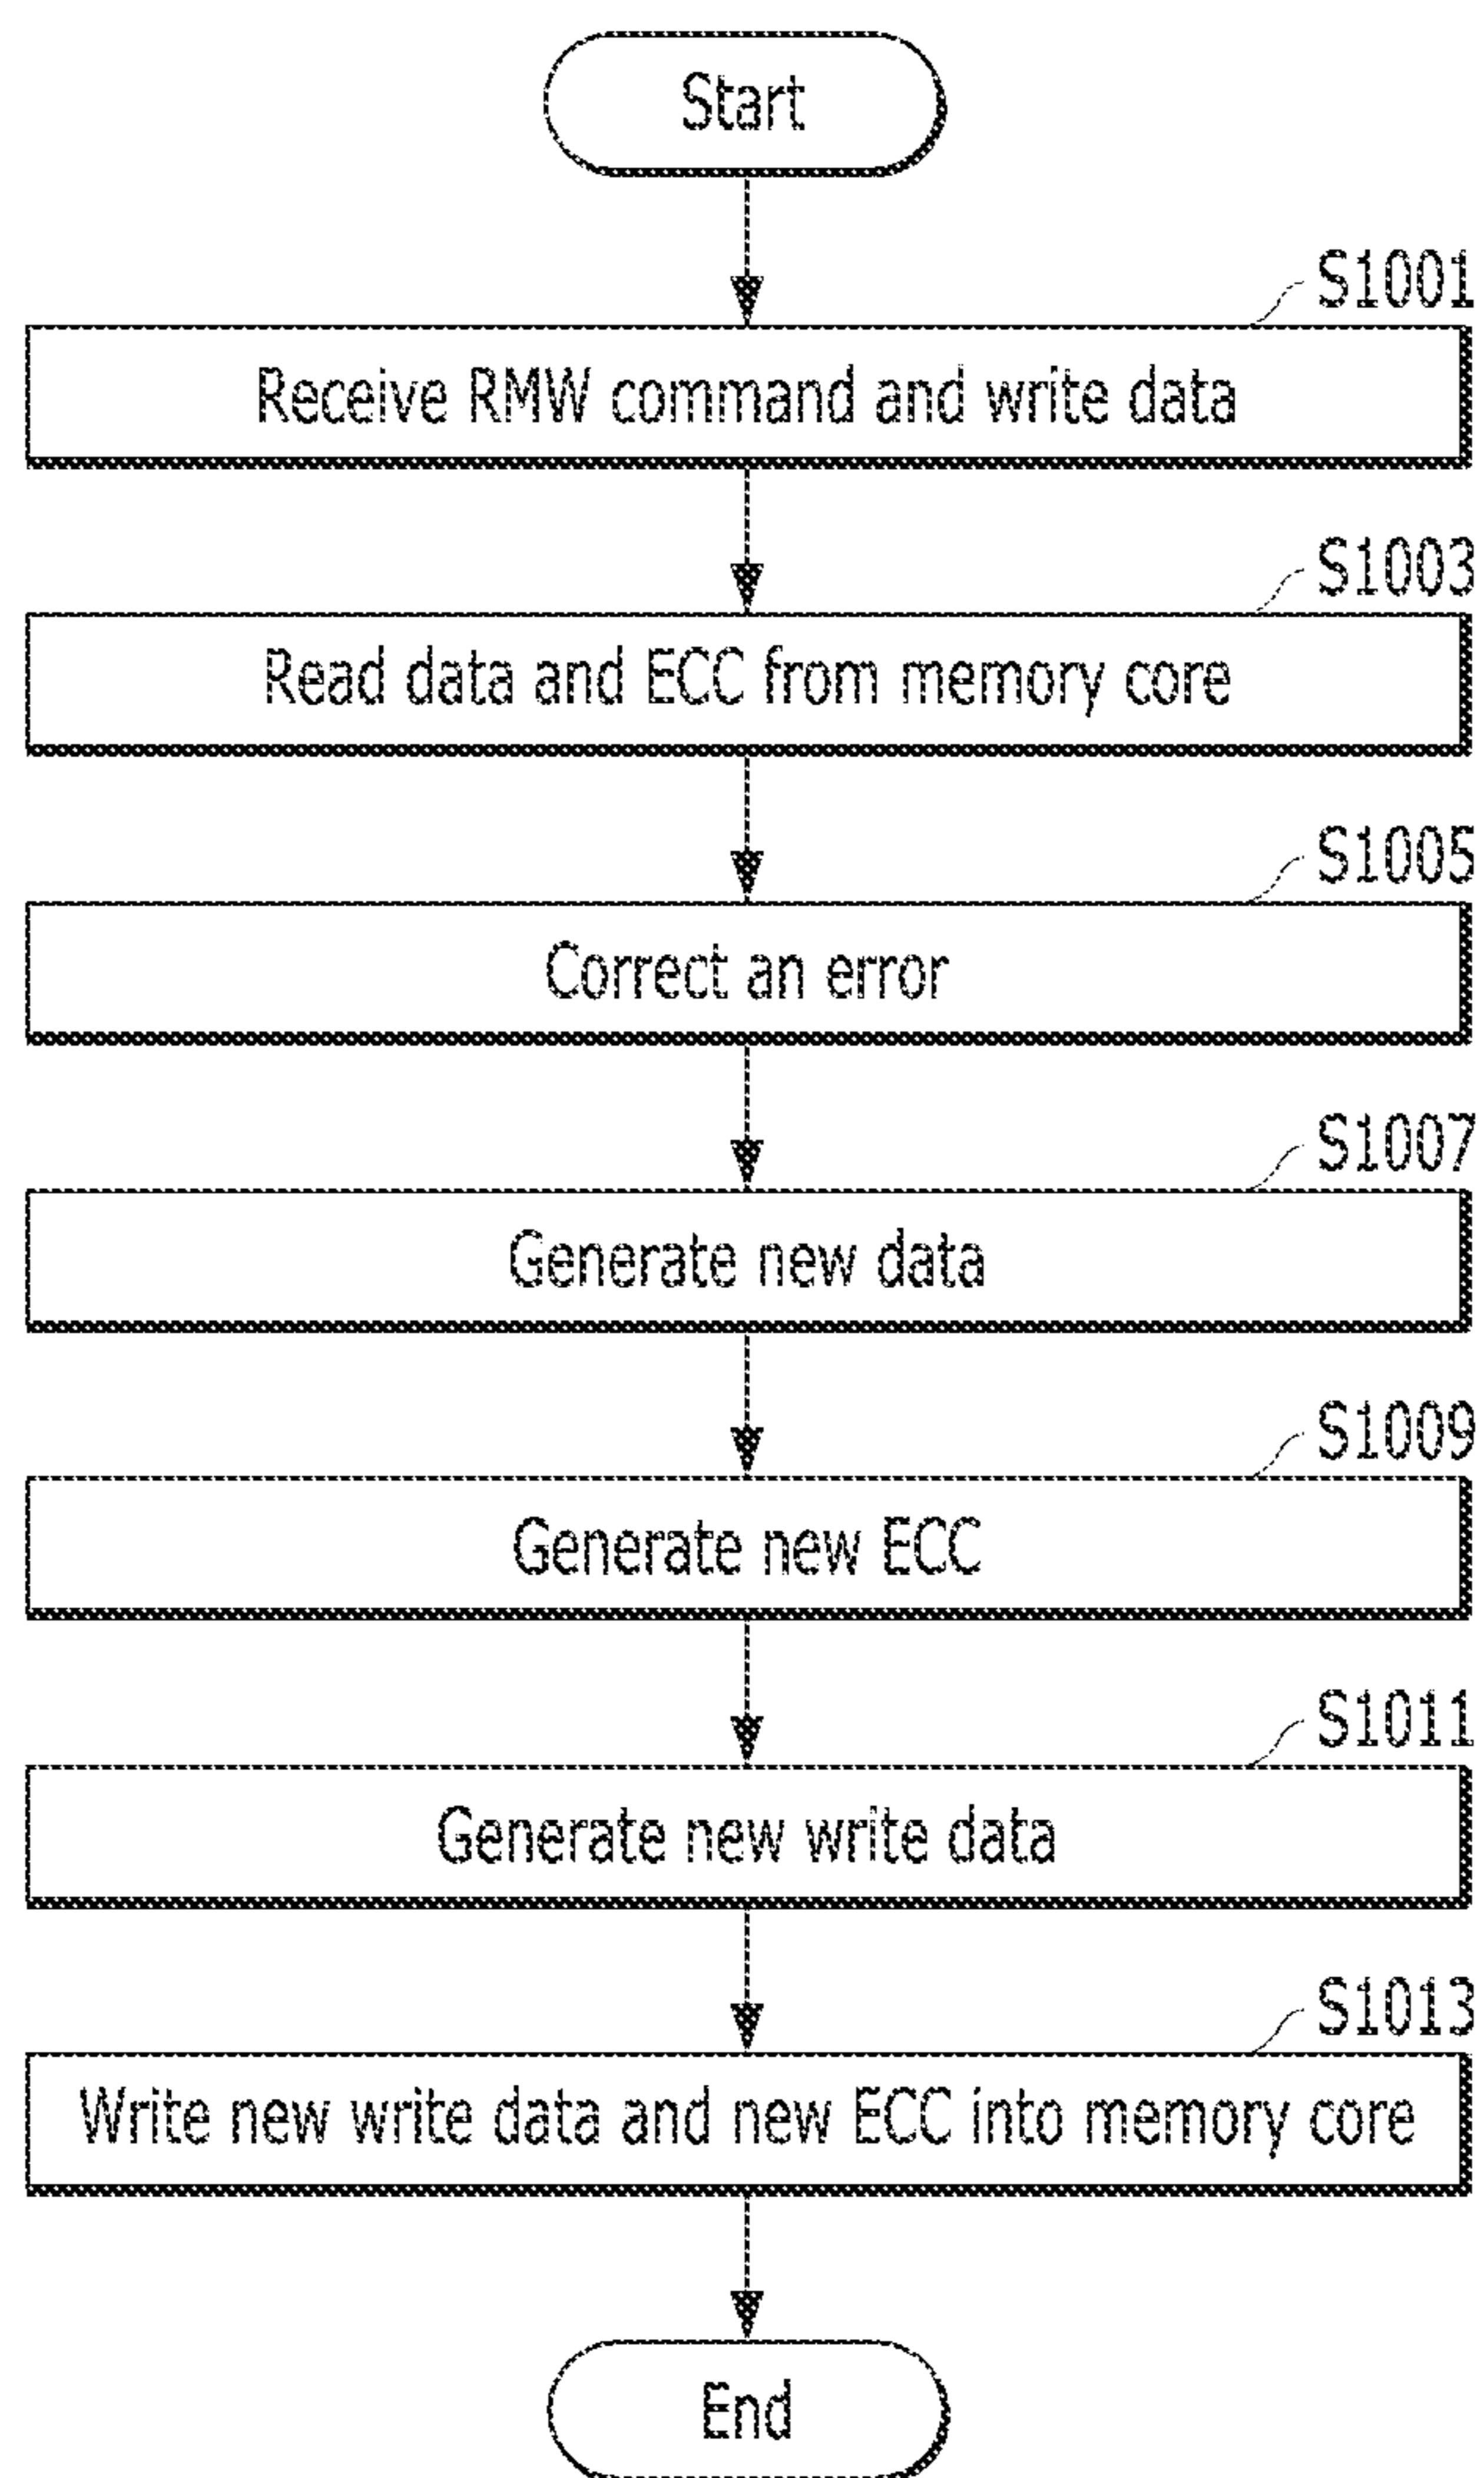 Start
S1001
Receive RMW command and write data
S1003
Read data and ECC from memory core
S1005
Correct an error
S1007
Generate new data
S1009
Generate new ECC
S1011
Generate new write data
S1013
Write new write data and new ECC into memory core
End